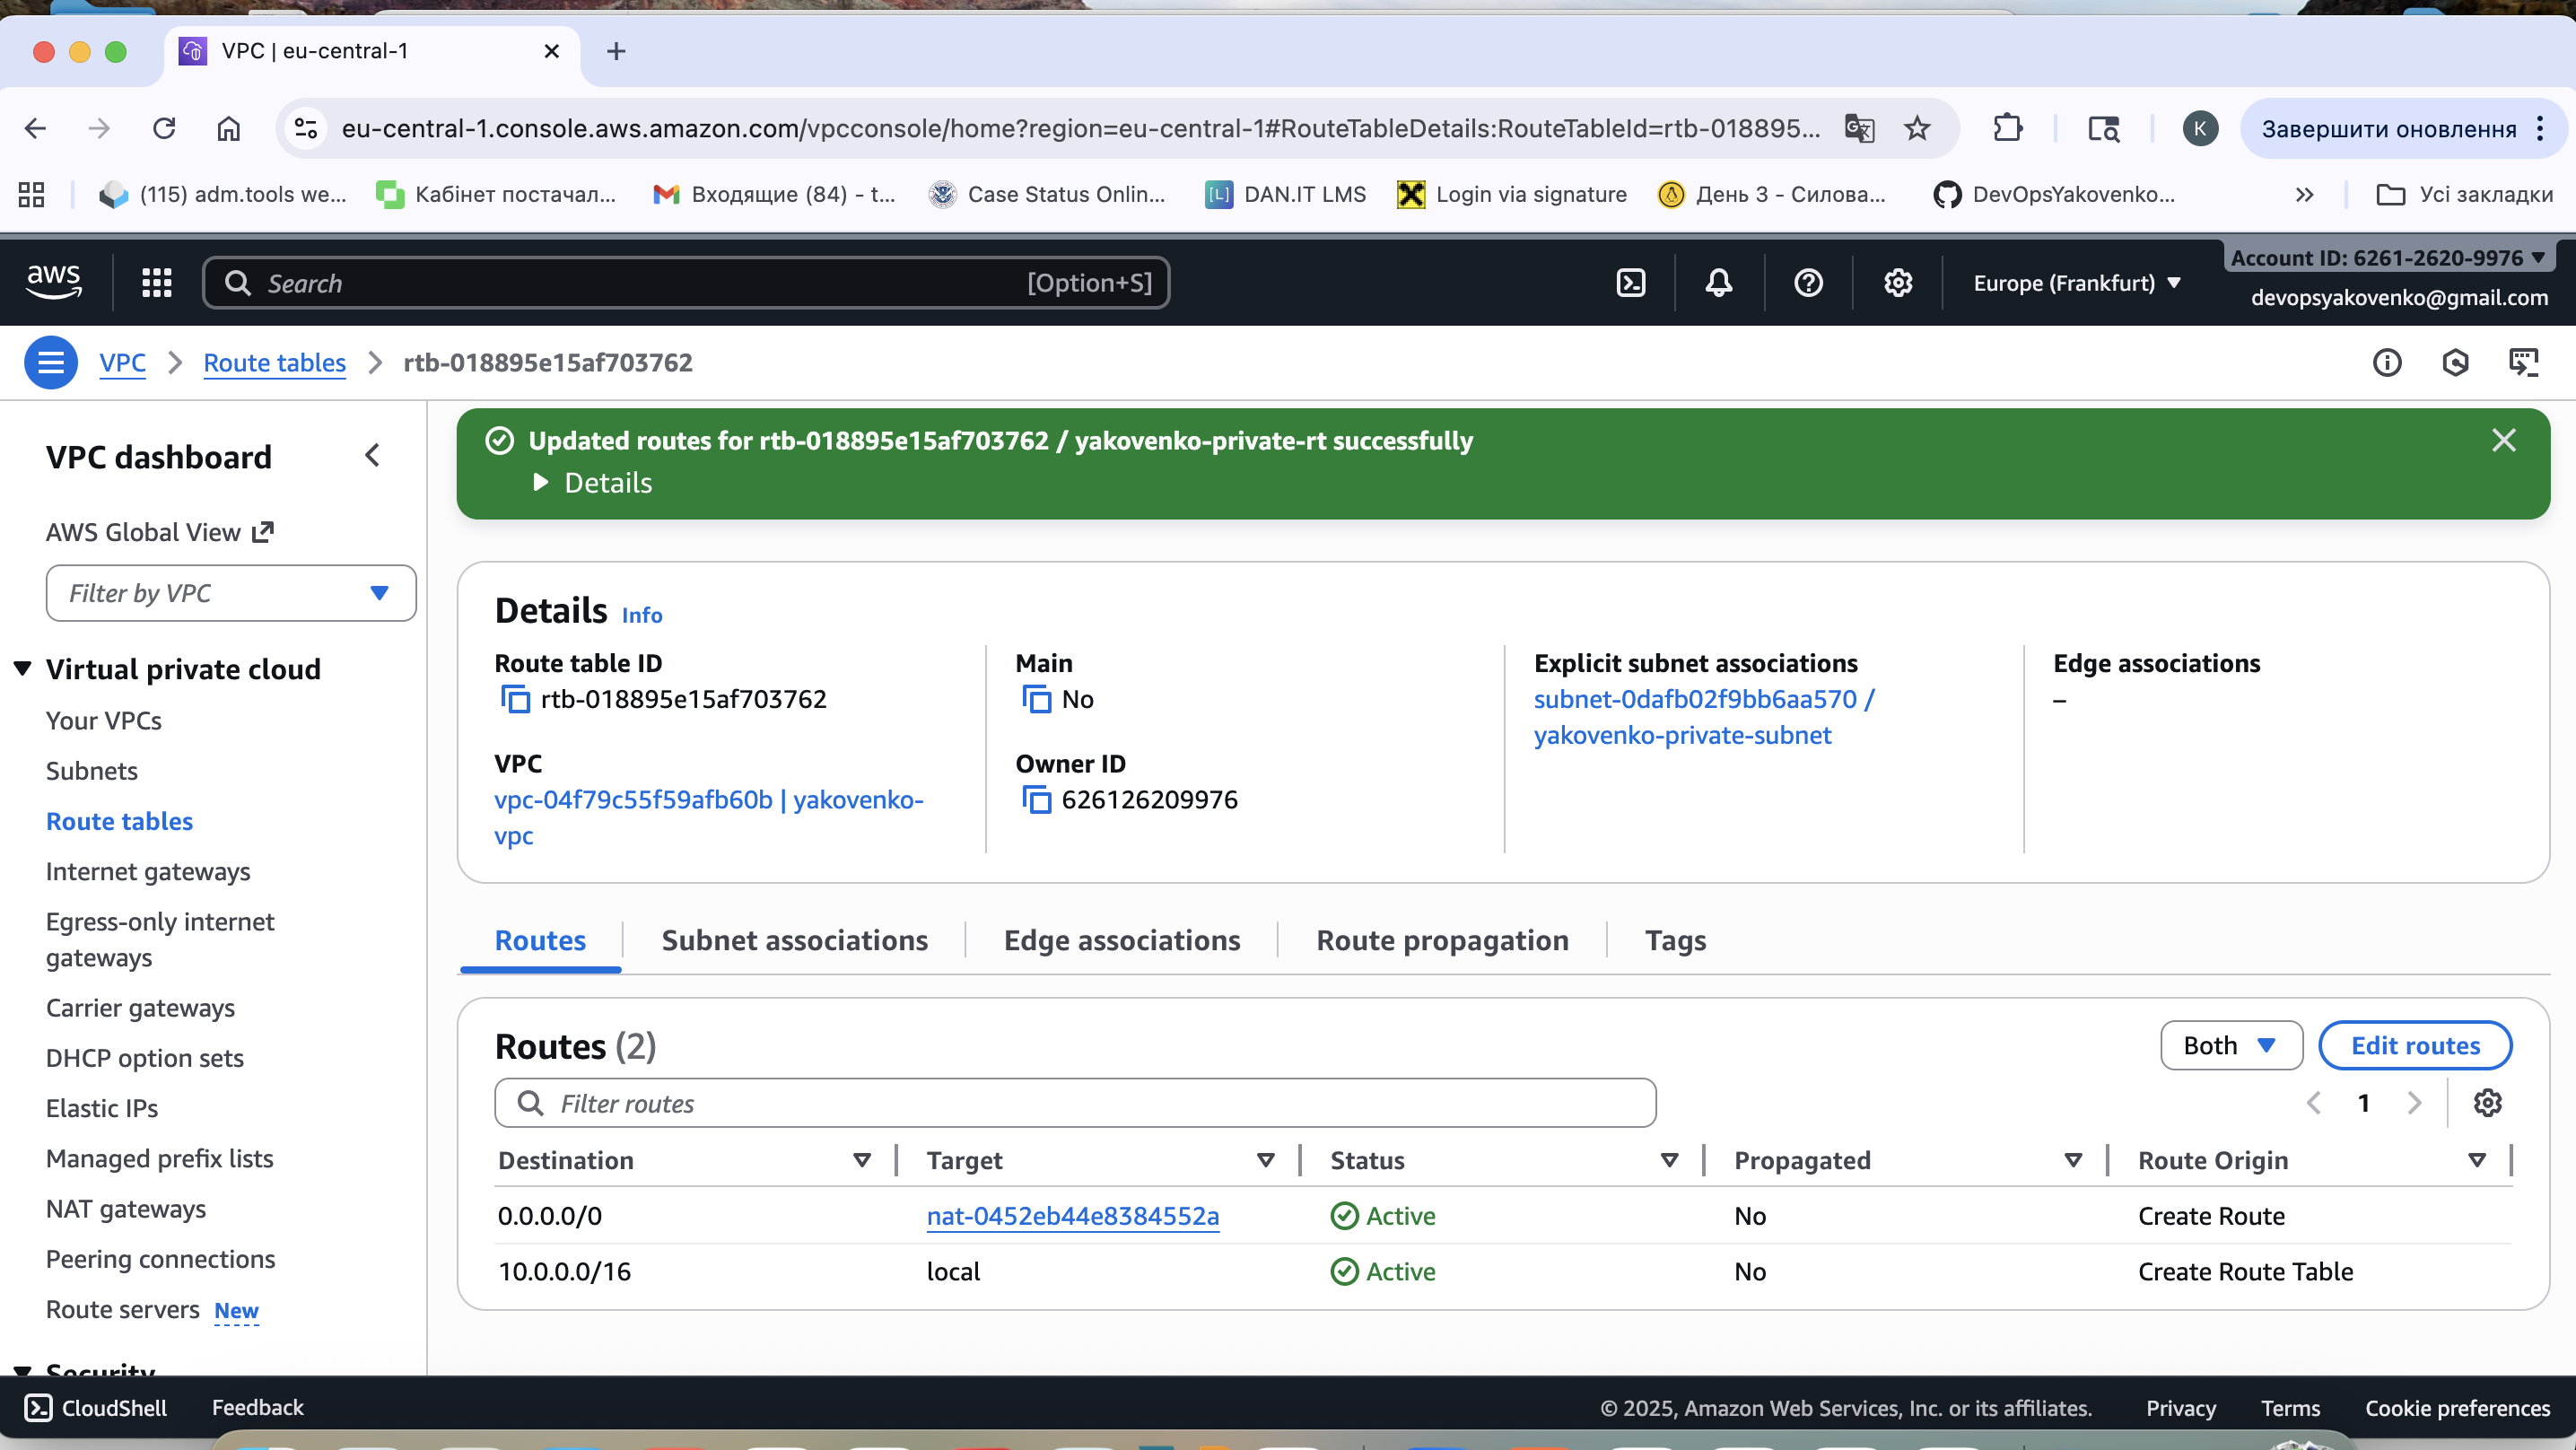 VPC | eu-central-1
eu-central-1.console.aws.amazon.com/vpcconsole/home?region=eu-central-1#RouteTableDetails:RouteTableId=rtb-018895...
K
Завершити оновлення
(115) adm.tools we...
Кабінет постачал...
Входящие (84) - t...
Case Status Onlin...
[L] DAN.IT LMS
Login via signature
День 3 - Силова...
DevOpsYakovenko...
Усі закладки
aws
Search
[Option+S]
Europe (Frankfurt)
Account ID: 6261-2620-9976
devopsyakovenko@gmail.com
VPC
Route tables
rtb-018895e15af703762
VPC dashboard
AWS Global View
Filter by VPC
Virtual private cloud
Your VPCs
Subnets
Route tables
Internet gateways
Egress-only internet
gateways
Carrier gateways
DHCP option sets
Elastic IPs
Managed prefix lists
NAT gateways
Peering connections
Route servers New
Security
Updated routes for rtb-018895e15af703762 / yakovenko-private-rt successfully
Details
Details Info
Route table ID
rtb-018895e15af703762
VPC
vpc-04f79c55f59afb60b | yakovenko-
vpc
Main
No
Owner ID
626126209976
Explicit subnet associations
subnet-0dafb02f9bb6aa570 /
yakovenko-private-subnet
Edge associations
–
Routes
Subnet associations
Edge associations
Route propagation
Tags
Routes (2)
Both
Edit routes
Filter routes
1
Destination Target Status Propagated Route Origin
0.0.0.0/0 nat-0452eb44e8384552a Active No Create Route
10.0.0.0/16 local Active No Create Route Table
CloudShell
Feedback
© 2025, Amazon Web Services, Inc. or its affiliates.
Privacy
Terms
Cookie preferences